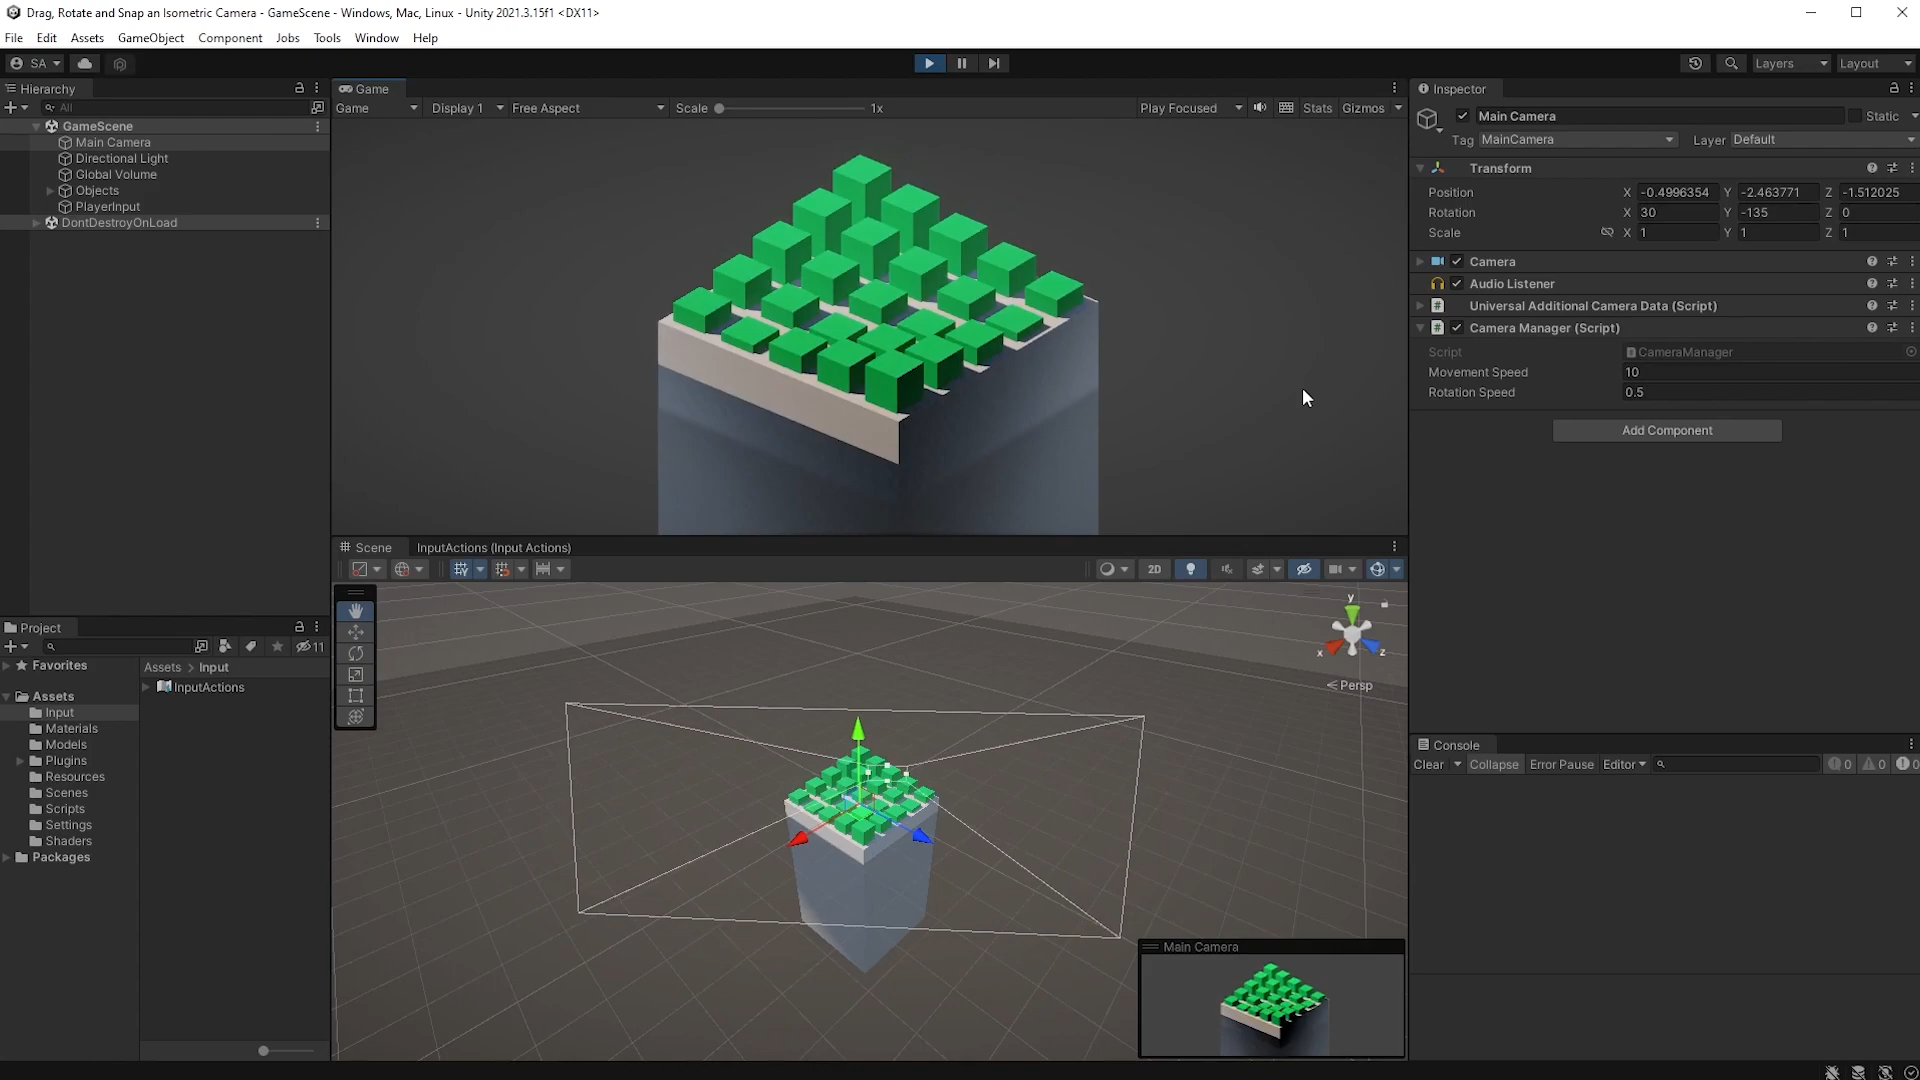 Drag, Rotate and Snap an Isometric Camera - GameScene - Windows, Mac, Linux - Unity 2021.3.15f1 <DX11>
File Edit Assets GameObject Component Jobs Tools Window Help
SA
Layers Layout
Hierarchy
All
GameScene
Main Camera
Directional Light
Global Volume
Objects
PlayerInput
DontDestroyOnLoad
Game
Game Display 1 Free Aspect Scale 1x Play Focused Stats Gizmos
Scene InputActions (Input Actions)
2D
y
x
z
Persp
Main Camera
Project
11
Favorites
Assets
Input
Materials
Models
Plugins
Resources
Scenes
Scripts
Settings
Shaders
Packages
Assets > Input
InputActions
Inspector
Main Camera Static
Tag MainCamera Layer Default
Transform
Position X -0.4996354 Y -2.463771 Z -1.512025
Rotation X 30 Y -135 Z 0
Scale X 1 Y 1 Z 1
Camera
Audio Listener
# Universal Additional Camera Data (Script)
# Camera Manager (Script)
Script CameraManager
Movement Speed 10
Rotation Speed 0.5
Add Component
Console
Clear Collapse Error Pause Editor 0 0 0